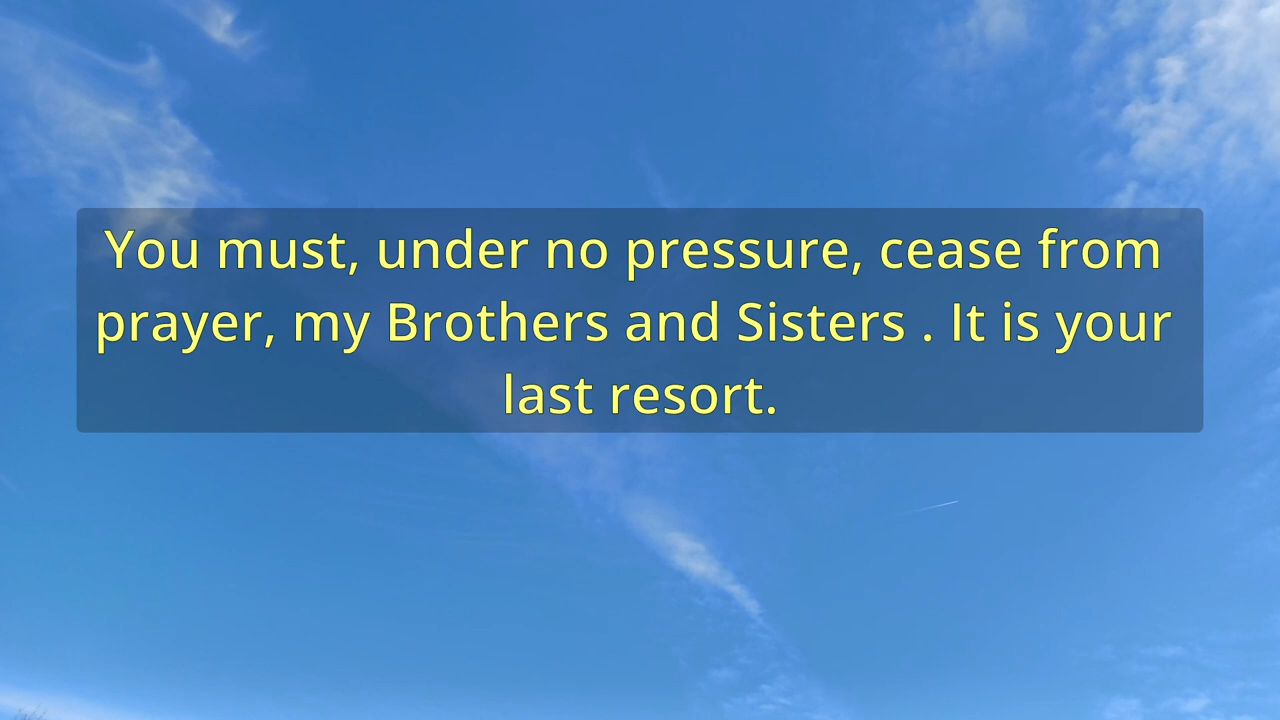 You must, under no pressure, cease from
prayer, my Brothers and Sisters . It is your
last resort.